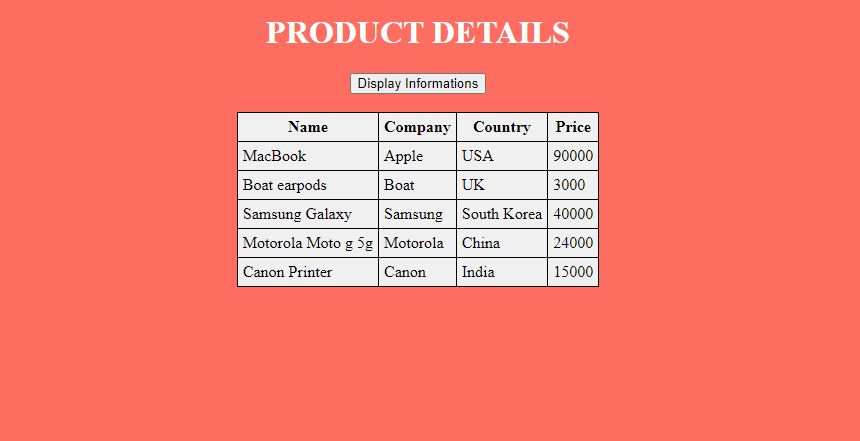 PRODUCT DETAILS
Display Informations
Name Company Country Price
MacBook Apple USA 90000
Boat earpods Boat UK 3000
Samsung Galaxy Samsung South Korea 40000
Motorola Moto g 5g Motorola China 24000
Canon Printer Canon India 15000